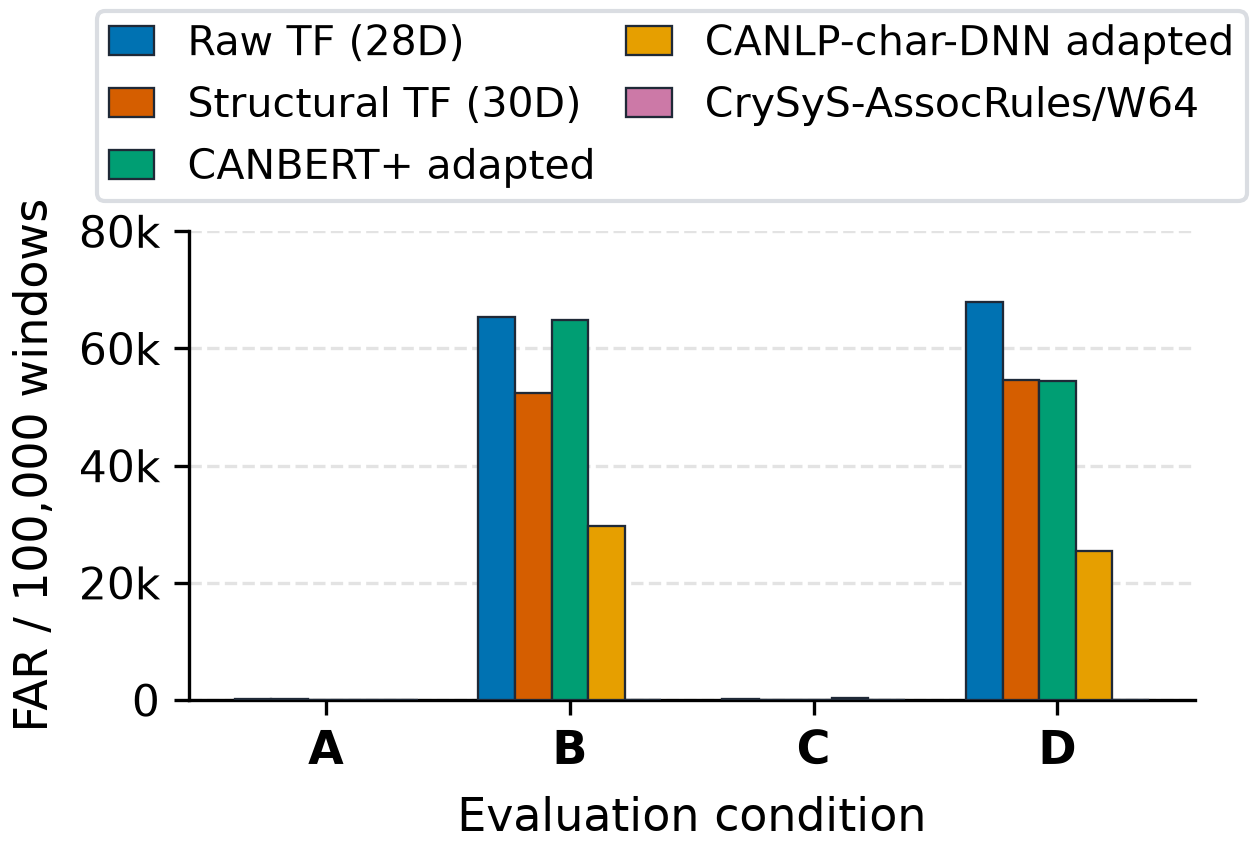 Raw TF (28D)
Structural TF (30D)
CANBERT+ adapted
CANLP-char-DNN adapted
CrySyS-AssocRules/W64
FAR / 100,000 windows
80k
60k
40k
20k
0
A B C D
Evaluation condition